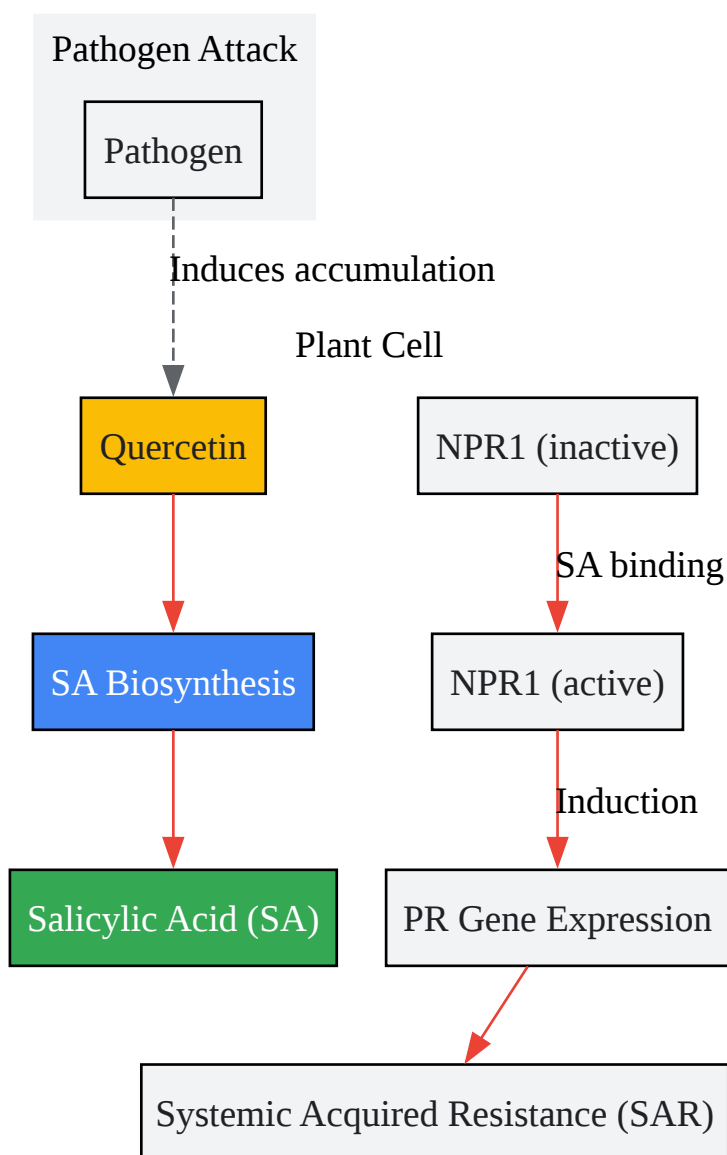 Pathogen Attack
Pathogen
Induces accumulation
Plant Cell
Quercetin
NPR1 (inactive)
SA binding
SA Biosynthesis
NPR1 (active)
Induction
Salicylic Acid (SA)
PR Gene Expression
Systemic Acquired Resistance (SAR)